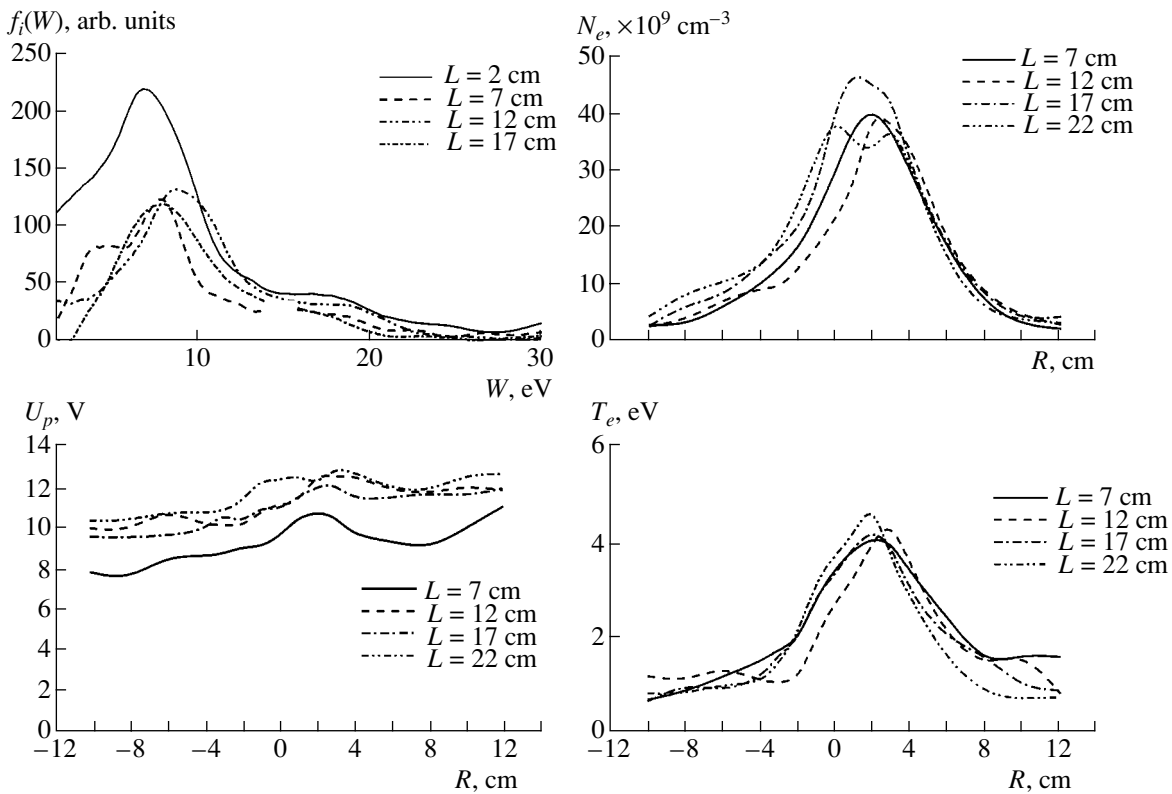 f_i(W), arb. units
250
200
150
100
50
0
10
20
30
W, eV
L = 2 cm
L = 7 cm
L = 12 cm
L = 17 cm
N_e, ×10^9 cm^−3
50
40
30
20
10
0
R, cm
L = 7 cm
L = 12 cm
L = 17 cm
L = 22 cm
U_p, V
14
12
10
8
6
4
2
0
−12
−8
−4
0
4
8
12
R, cm
L = 7 cm
L = 12 cm
L = 17 cm
L = 22 cm
T_e, eV
6
4
2
0
−12
−8
−4
0
4
8
12
R, cm
L = 7 cm
L = 12 cm
L = 17 cm
L = 22 cm